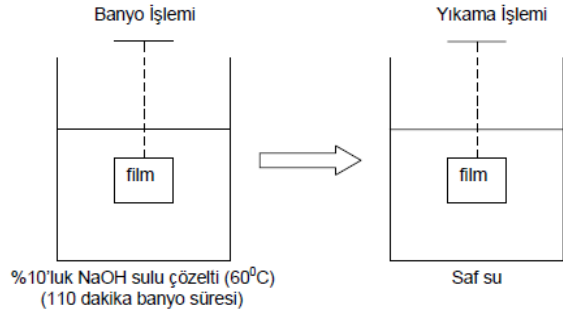 Banyo İşlemi
Yıkama İşlemi
film
film
%10'luk NaOH sulu çözelti (60⁰C)
(110 dakika banyo süresi)
Saf su